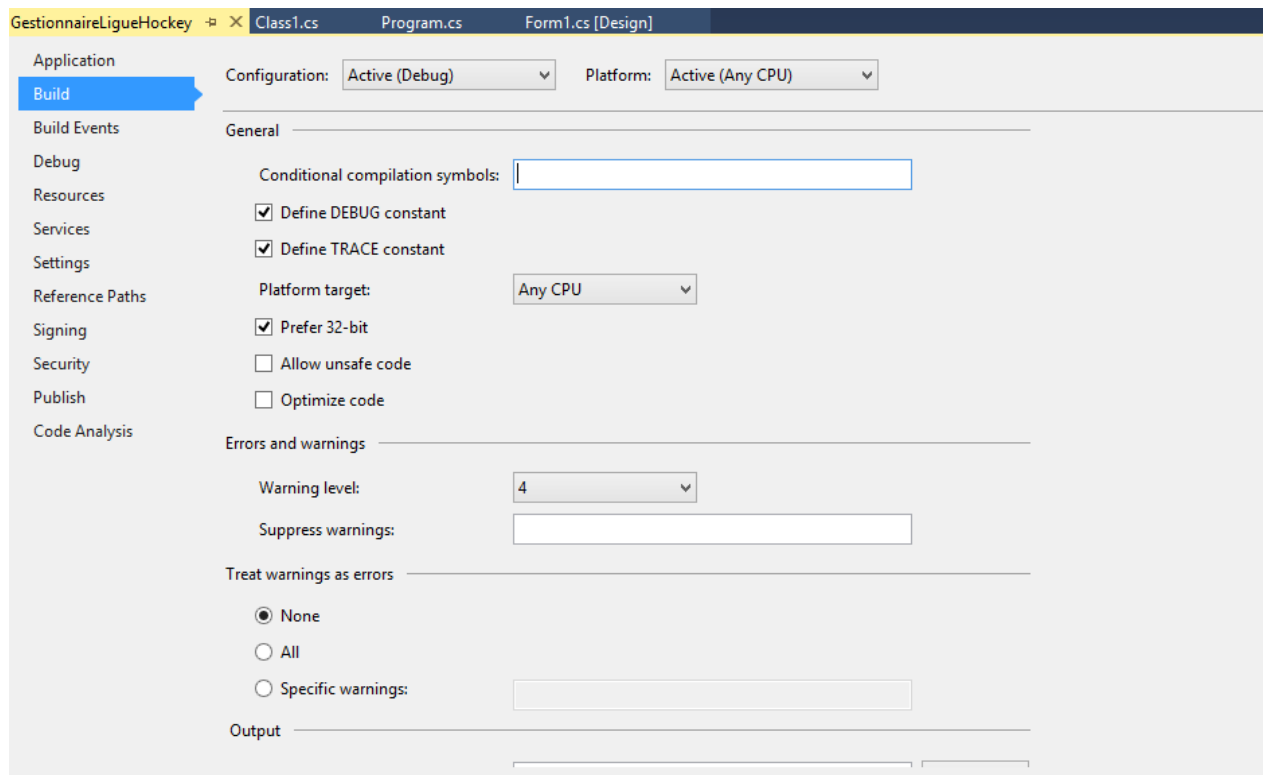 GestionnaireLigueHockey Class1.cs Program.cs Form1.cs [Design]
Application
Build
Build Events
Debug
Resources
Services
Settings
Reference Paths
Signing
Security
Publish
Code Analysis
Configuration: Active (Debug) Platform: Active (Any CPU)
General
Conditional compilation symbols:
Define DEBUG constant
Define TRACE constant
Platform target: Any CPU
Prefer 32-bit
Allow unsafe code
Optimize code
Errors and warnings
Warning level: 4
Suppress warnings:
Treat warnings as errors
None
All
Specific warnings:
Output